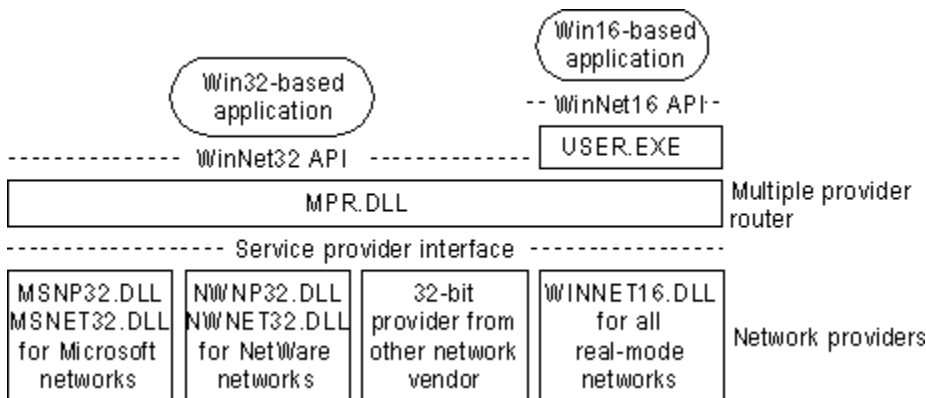 Win16-based
application
Win32-based
application
-- WinNet16 API--
USER.EXE
WinNet32 API
MPR.DLL
Multiple provider
router
Service provider interface
MSNP32.DLL
MSNET32.DLL
for Microsoft
networks
NWNP32.DLL
NWNET32.DLL
for NetWare
networks
32-bit
provider from
other network
vendor
WINNET16.DLL
for all
real-mode
networks
Network providers